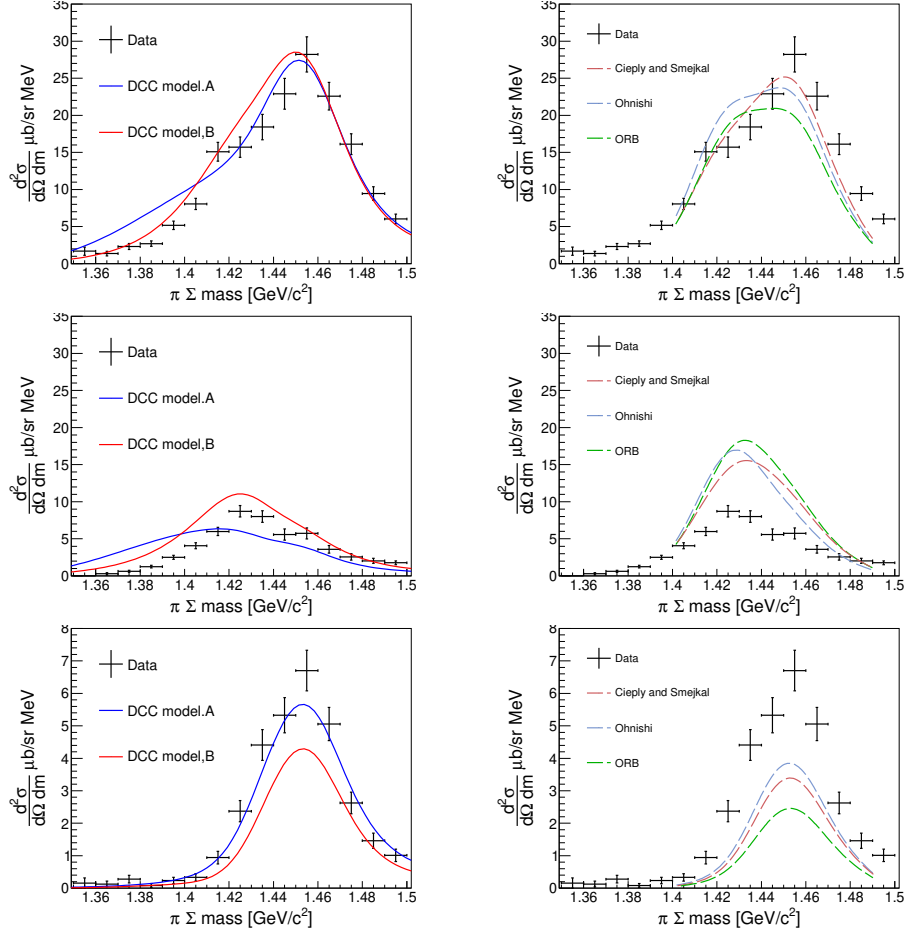 35
30
25
20
15
10
5
0
d²σ
dΩ dm μb/sr MeV
Data
DCC model.A
DCC model,B
1.36 1.38 1.4 1.42 1.44 1.46 1.48 1.5
π Σ mass [GeV/c²]
35
30
25
20
15
10
5
0
d²σ
dΩ dm μb/sr MeV
Data
Cieply and Smejkal
Ohnishi
ORB
1.36 1.38 1.4 1.42 1.44 1.46 1.48 1.5
π Σ mass [GeV/c²]
35
30
25
20
15
10
5
0
d²σ
dΩ dm μb/sr MeV
Data
DCC model.A
DCC model,B
1.36 1.38 1.4 1.42 1.44 1.46 1.48 1.5
π Σ mass [GeV/c²]
35
30
25
20
15
10
5
0
d²σ
dΩ dm μb/sr MeV
Data
Cieply and Smejkal
Ohnishi
ORB
1.36 1.38 1.4 1.42 1.44 1.46 1.48 1.5
π Σ mass [GeV/c²]
8
7
6
5
4
3
2
1
0
d²σ
dΩ dm μb/sr MeV
Data
DCC model.A
DCC model,B
1.36 1.38 1.4 1.42 1.44 1.46 1.48 1.5
π Σ mass [GeV/c²]
8
7
6
5
4
3
2
1
0
d²σ
dΩ dm μb/sr MeV
Data
Cieply and Smejkal
Ohnishi
ORB
1.36 1.38 1.4 1.42 1.44 1.46 1.48 1.5
π Σ mass [GeV/c²]